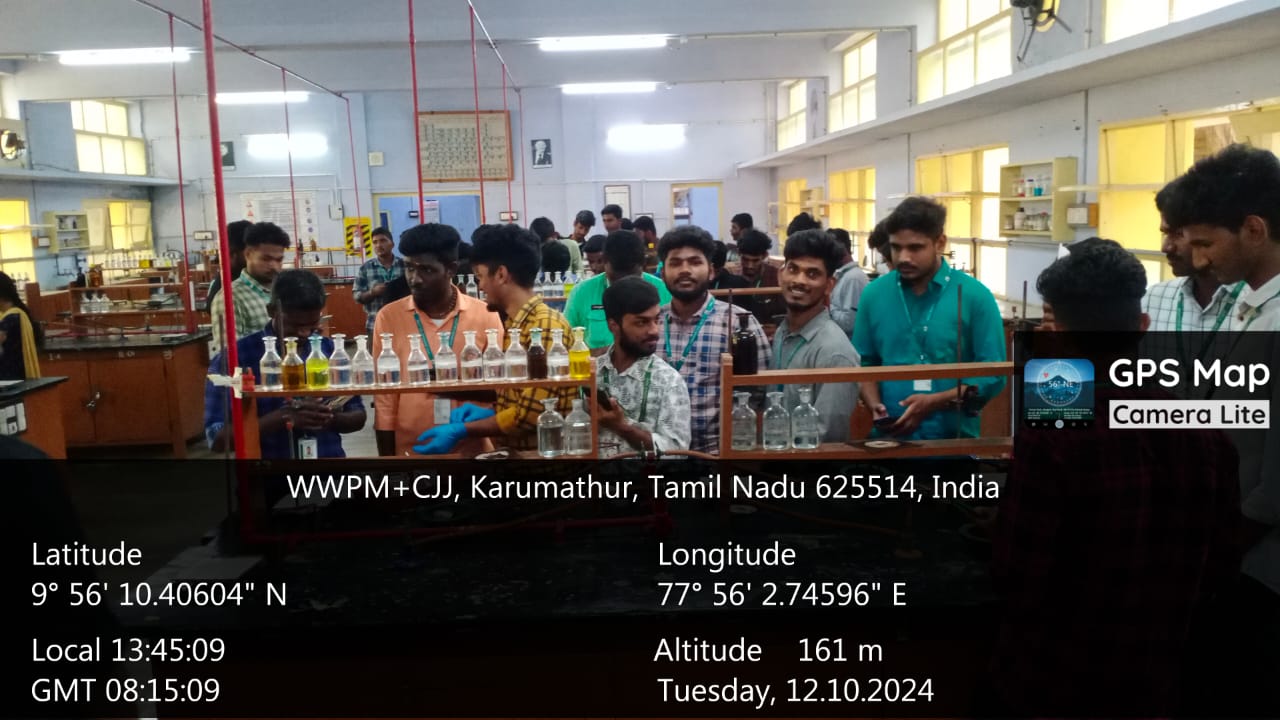 GPS Map
Camera Lite
WWPM+CJJ, Karumathur, Tamil Nadu 625514, India
Latitude
9° 56' 10.40604" N
Longitude
77° 56' 2.74596" E
Local 13:45:09
GMT 08:15:09
Altitude 161 m
Tuesday, 12.10.2024